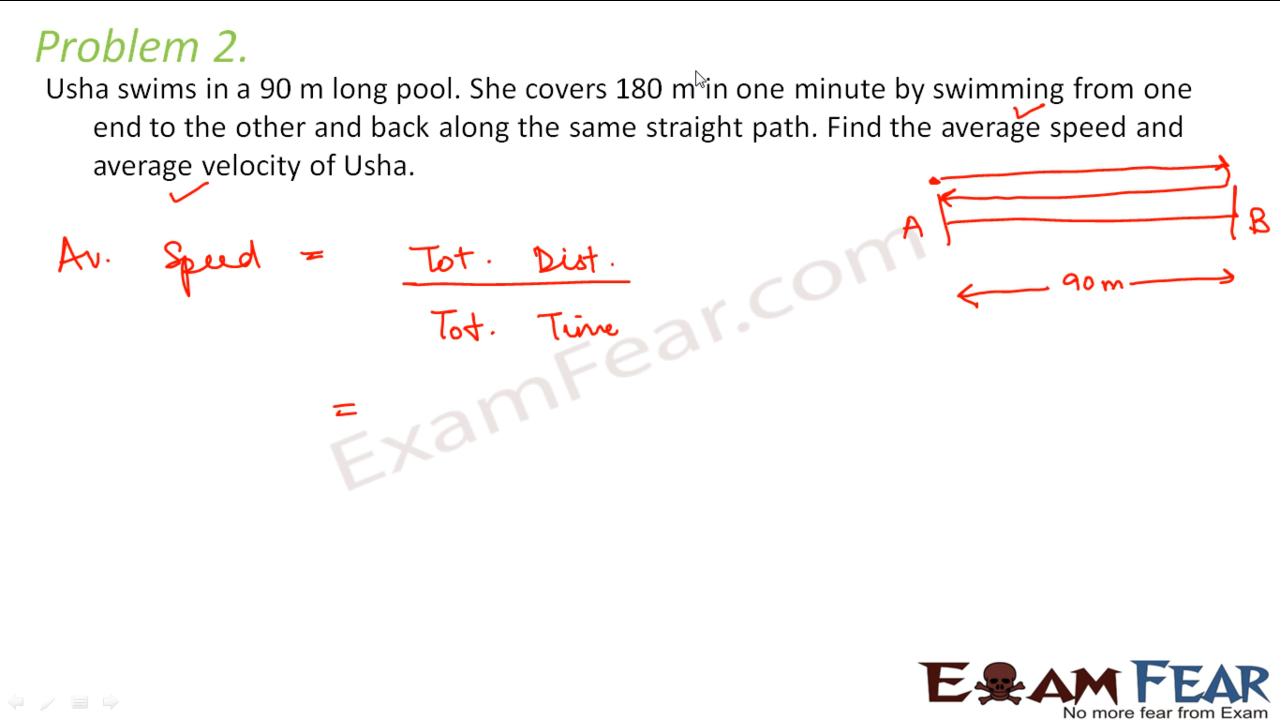 Problem 2.
Usha swims in a 90 m long pool. She covers 180 m in one minute by swimming from one
end to the other and back along the same straight path. Find the average speed and
average velocity of Usha.
A B
90m
Av. Speed = Tot. Dist.
Tot. Time
=
ExamFear.com
EXAM FEAR
No more fear from Exam